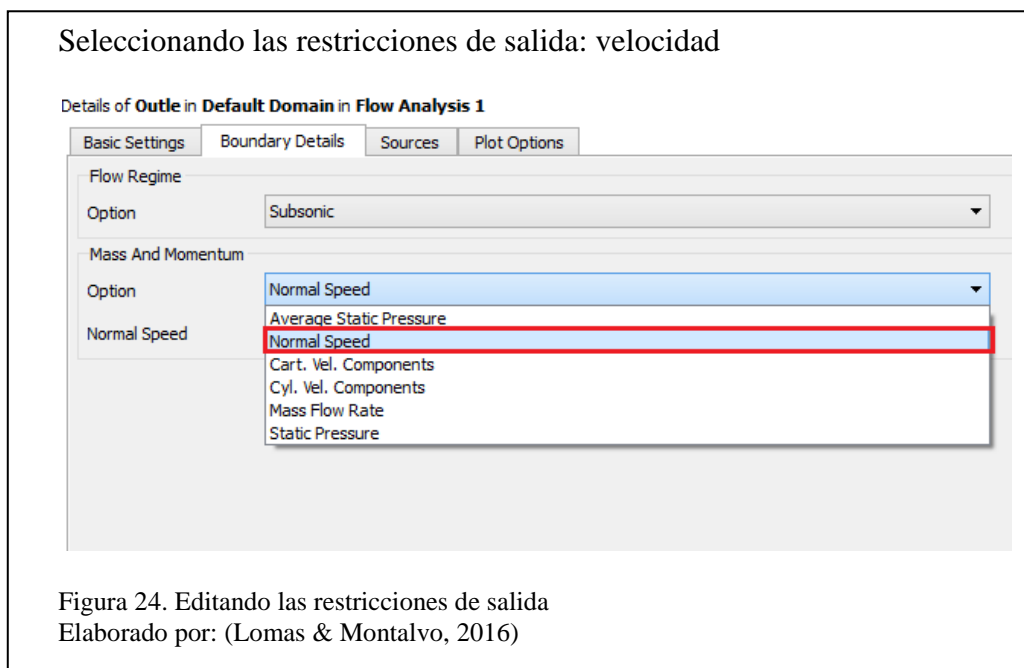 Seleccionando las restricciones de salida: velocidad
Details of Outle in Default Domain in Flow Analysis 1
Basic Settings Boundary Details Sources Plot Options
Flow Regime
Option Subsonic
Mass And Momentum
Option Normal Speed
Average Static Pressure
Normal Speed Normal Speed
Cart. Vel. Components
Cyl. Vel. Components
Mass Flow Rate
Static Pressure
Figura 24. Editando las restricciones de salida
Elaborado por: (Lomas & Montalvo, 2016)